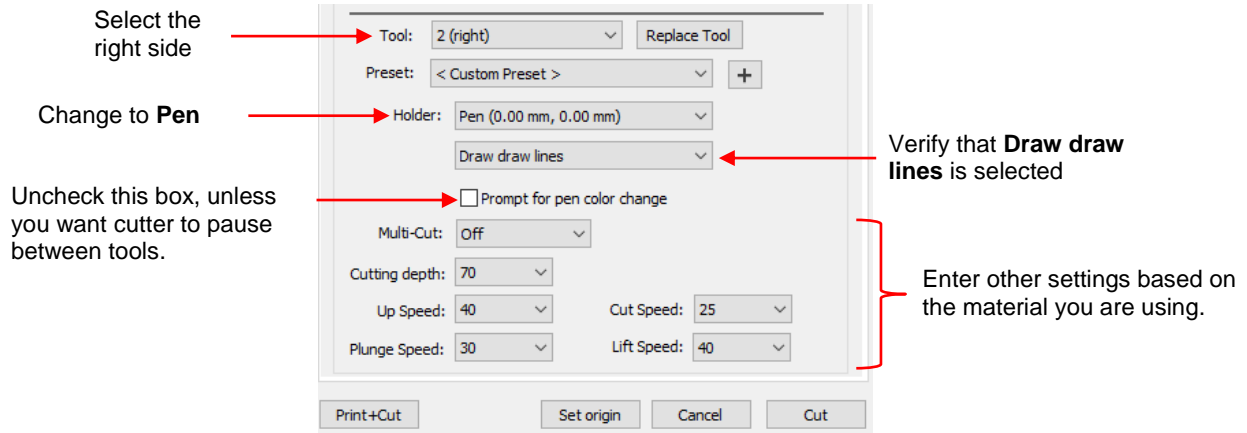 Select the
right side
Tool: 2 (right) Replace Tool
Preset: < Custom Preset > +
Change to Pen
Holder: Pen (0.00 mm, 0.00 mm)
Draw draw lines
Verify that Draw draw
lines is selected
Uncheck this box, unless
you want cutter to pause
between tools.
Prompt for pen color change
Multi-Cut: Off
Cutting depth: 70
Up Speed: 40 Cut Speed: 25
Plunge Speed: 30 Lift Speed: 40
Enter other settings based on
the material you are using.
Print+Cut Set origin Cancel Cut